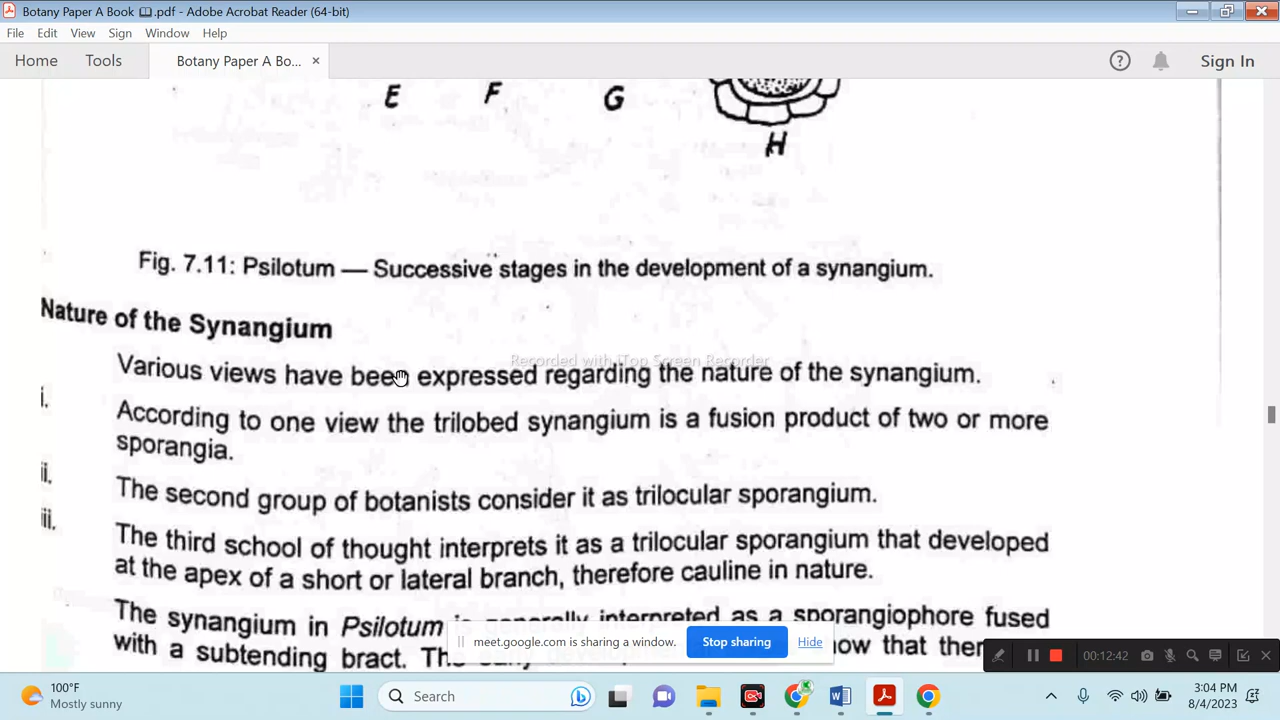 Botany Paper A Book 📖.pdf - Adobe Acrobat Reader (64-bit)
File Edit View Sign Window Help
Home Tools Botany Paper A Bo... × Sign In
E F G
H
Fig. 7.11: Psilotum — Successive stages in the development of a synangium.
Nature of the Synangium
Recorded with iTop Screen Recorder
Various views have been expressed regarding the nature of the synangium.
i. According to one view the trilobed synangium is a fusion product of two or more
sporangia.
ii. The second group of botanists consider it as trilocular sporangium.
iii. The third school of thought interprets it as a trilocular sporangium that developed
at the apex of a short or lateral branch, therefore cauline in nature.
The synangium in Psilotum is generally interpreted as a sporangiophore fused
with a subtending bract. The
meet.google.com is sharing a window. Stop sharing Hide
00:12:42
100°F
Mostly sunny
Search
3:04 PM
8/4/2023